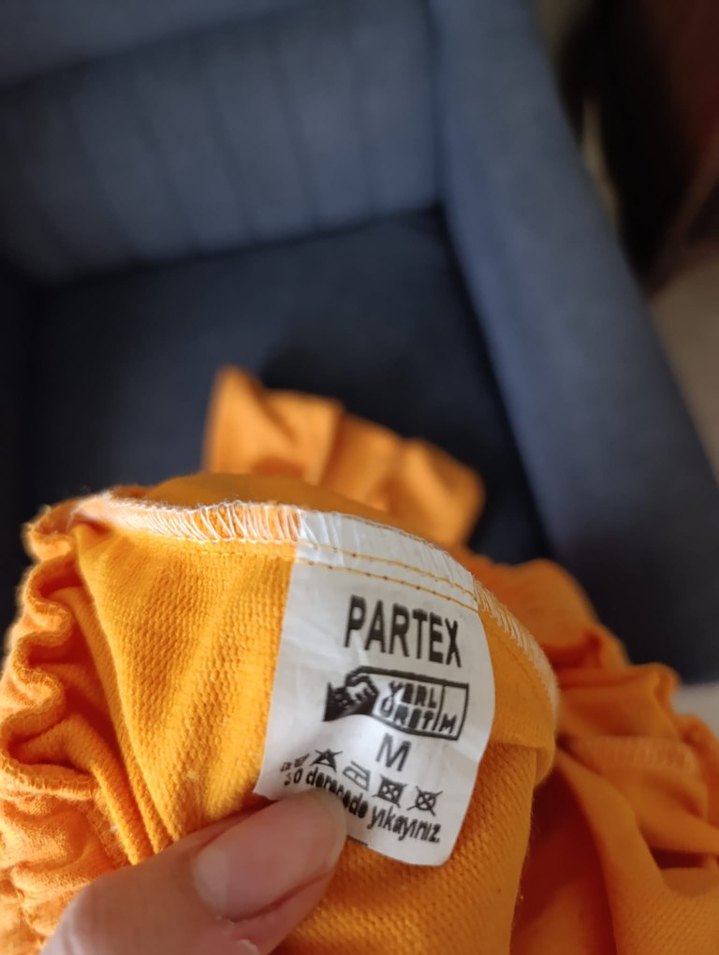 PARTEX
YERLİ
ÜRETİM
M
30 derecede yıkayınız.